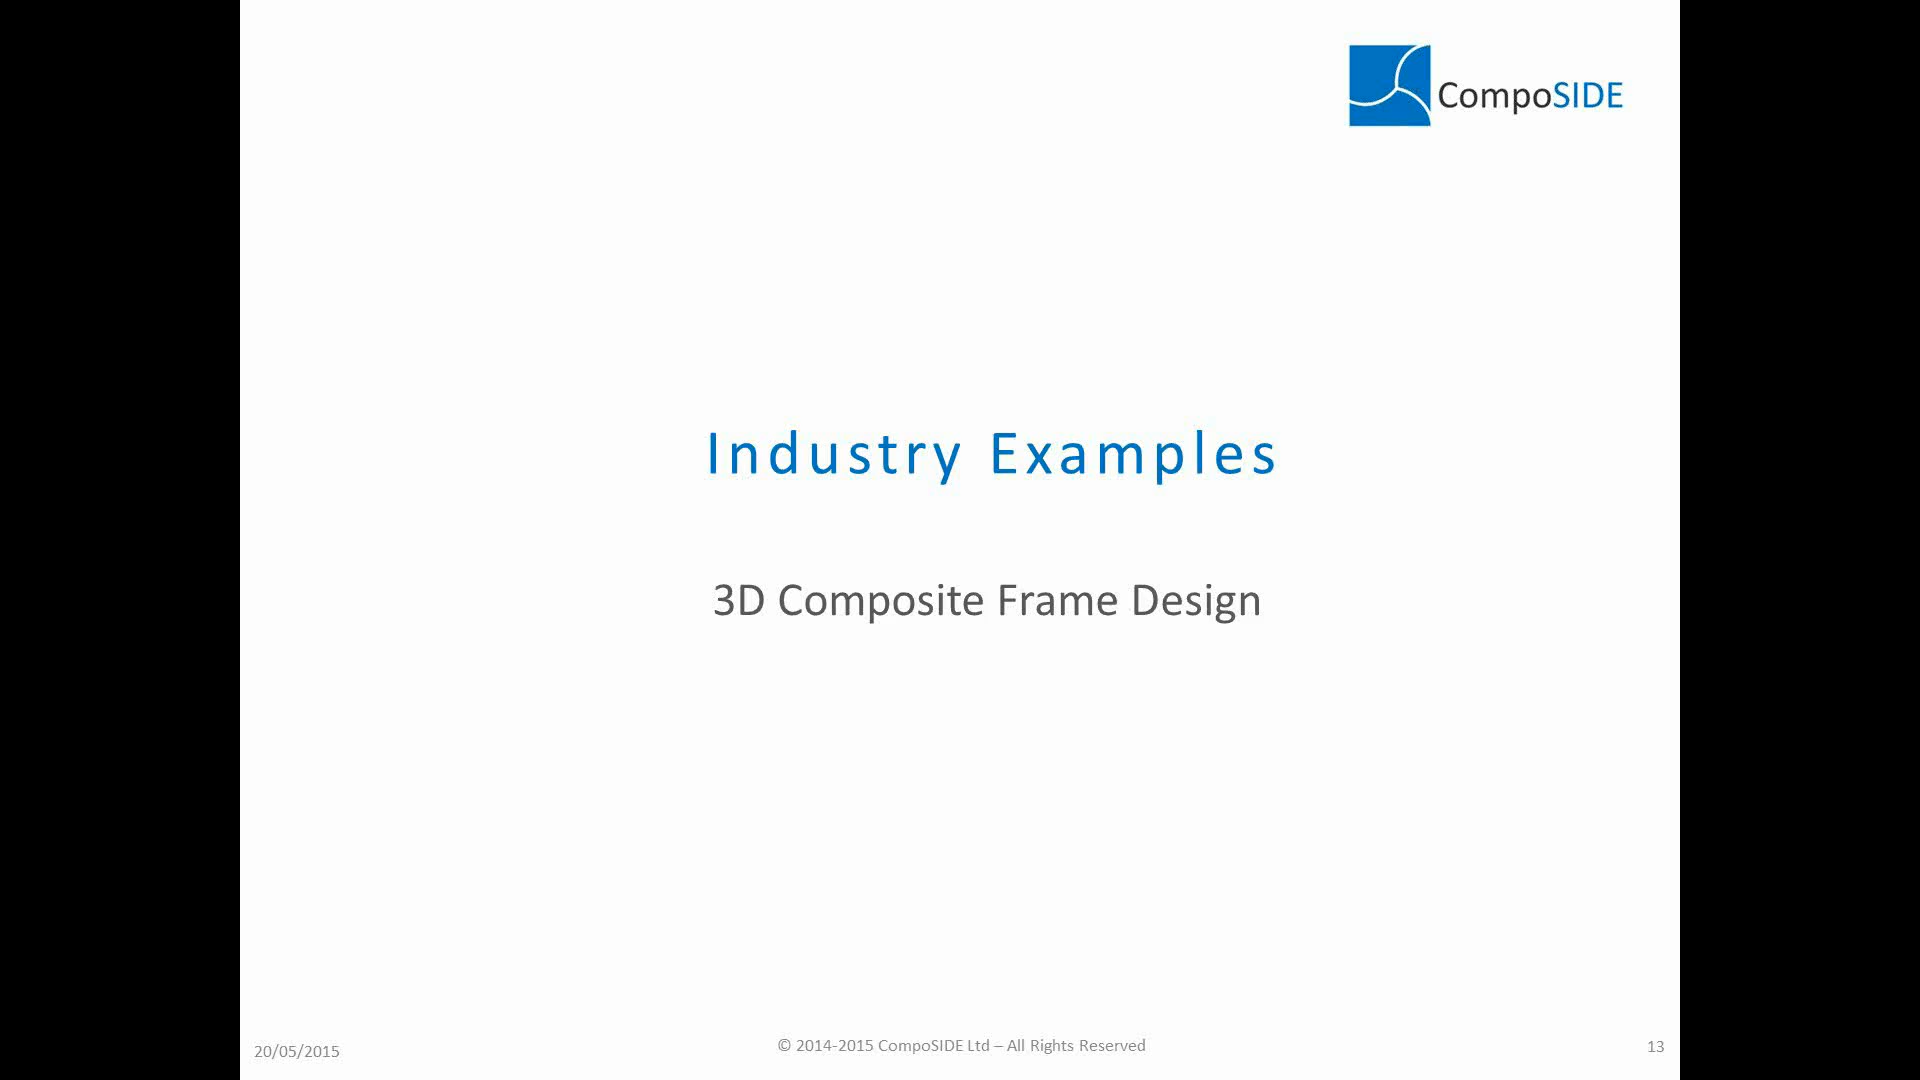 CompoSIDE
Industry Examples
3D Composite Frame Design
20/05/2015
© 2014-2015 CompoSIDE Ltd – All Rights Reserved
13